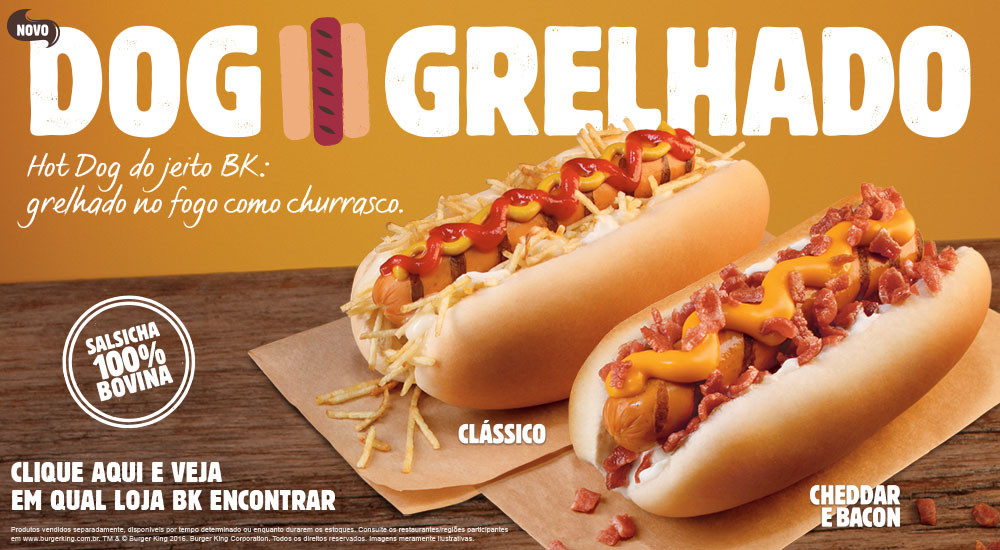 NOVO
DOG GRELHADO
Hot Dog do jeito BK:
grelhado no fogo como churrasco.
SALSICHA
100%
BOVINA
CLÁSSICO
CHEDDAR
E BACON
CLIQUE AQUI E VEJA
EM QUAL LOJA BK ENCONTRAR
Produtos vendidos separadamente, disponíveis por tempo determinado ou enquanto durarem os estoques. Consulte os restaurantes/regiões participantes
em www.burgerking.com.br. TM & © Burger King 2016. Burger King Corporation. Todos os direitos reservados. Imagens meramente ilustrativas.